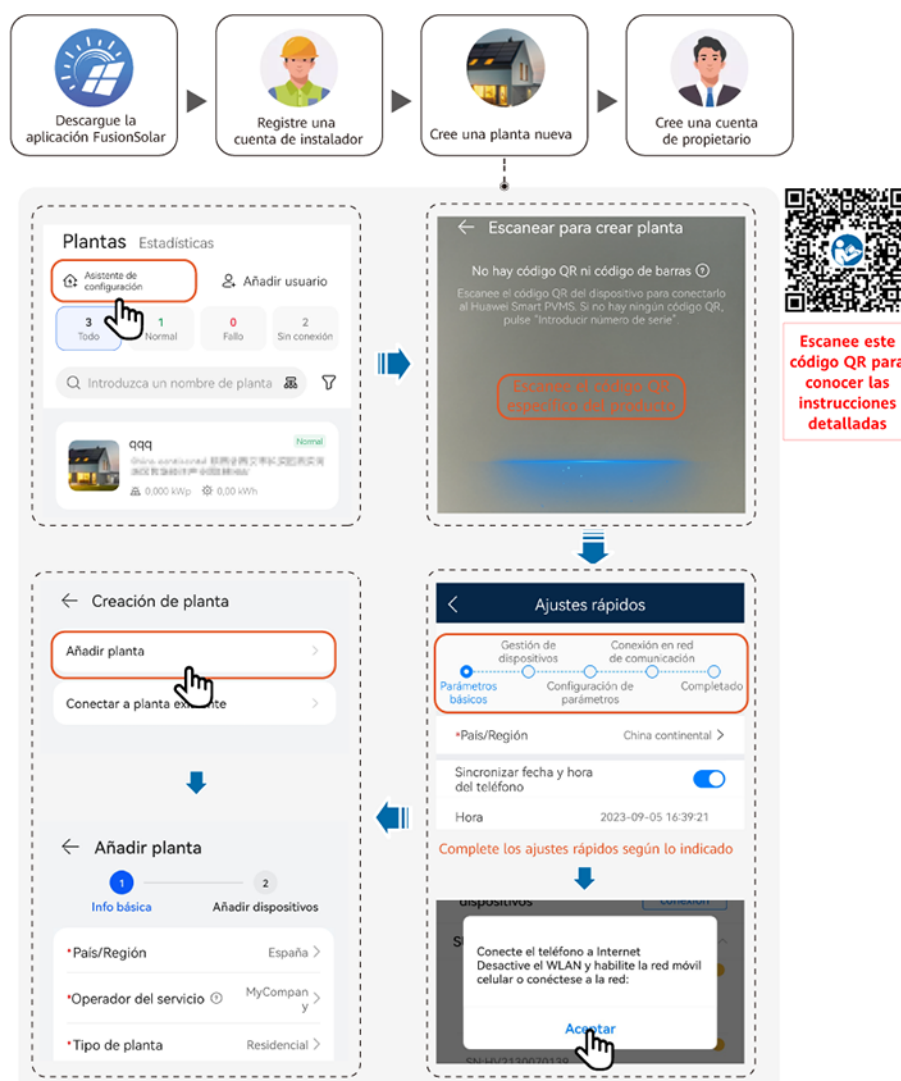 Descargue la
aplicación FusionSolar
Registre una
cuenta de instalador
Cree una planta nueva
Cree una cuenta
de propietario
Plantas Estadísticas
Asistente de
configuración
Añadir usuario
3
Todo
1
Normal
0
Fallo
2
Sin conexión
Introduzca un nombre de planta
qqq
Normal
0,000 kWp 0,00 kWh
Escanear para crear planta
No hay código QR ni código de barras
Escanee el código QR del dispositivo para conectarlo
al Huawei Smart PVMS. Si no hay ningún código QR,
pulse "Introducir número de serie".
Escanee el código QR
específico del producto
Escanee este
código QR para
conocer las
instrucciones
detalladas
Ajustes rápidos
Gestión de
dispositivos
Conexión en red
de comunicación
Parámetros
básicos
Configuración de
parámetros
Completado
*País/Región China continental
Sincronizar fecha y hora
del teléfono
Hora 2023-09-05 16:39:21
Complete los ajustes rápidos según lo indicado
dispositivos conexión
Conecte el teléfono a Internet
Desactive el WLAN y habilite la red móvil
celular o conéctese a la red:
Aceptar
SN:HV2130070139
Creación de planta
Añadir planta
Conectar a planta existente
Añadir planta
1
Info básica
2
Añadir dispositivos
*País/Región España
*Operador del servicio MyCompan
y
*Tipo de planta Residencial